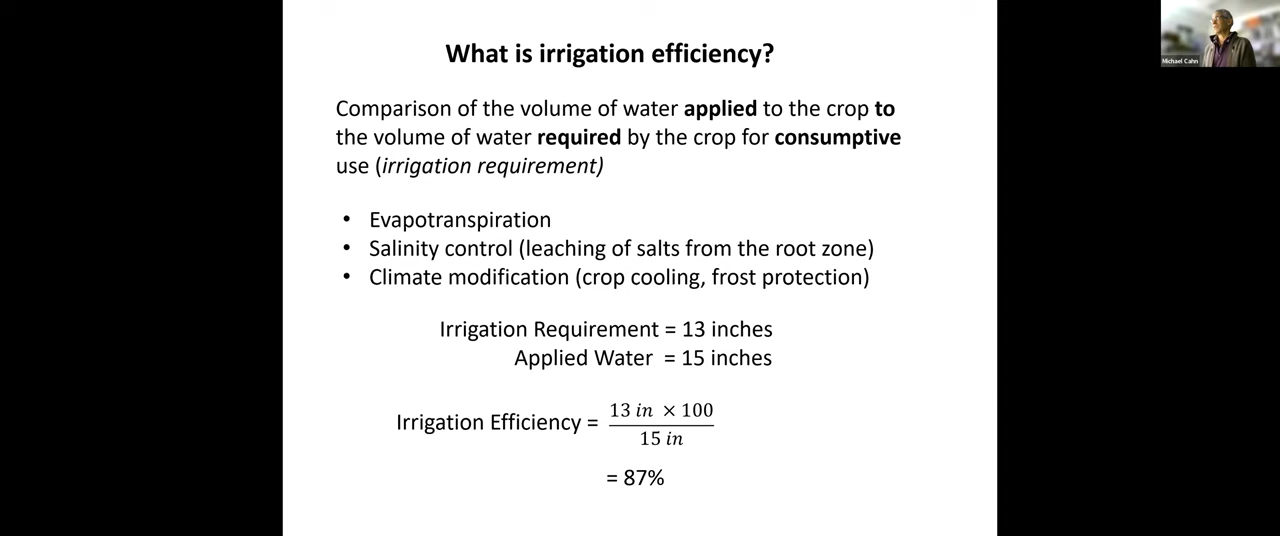 What is irrigation efficiency?
Michael Cahn
Comparison of the volume of water applied to the crop to
the volume of water required by the crop for consumptive
use (irrigation requirement)
• Evapotranspiration
• Salinity control (leaching of salts from the root zone)
• Climate modification (crop cooling, frost protection)
Irrigation Requirement = 13 inches
Applied Water = 15 inches
Irrigation Efficiency = 13 in × 100
15 in
= 87%